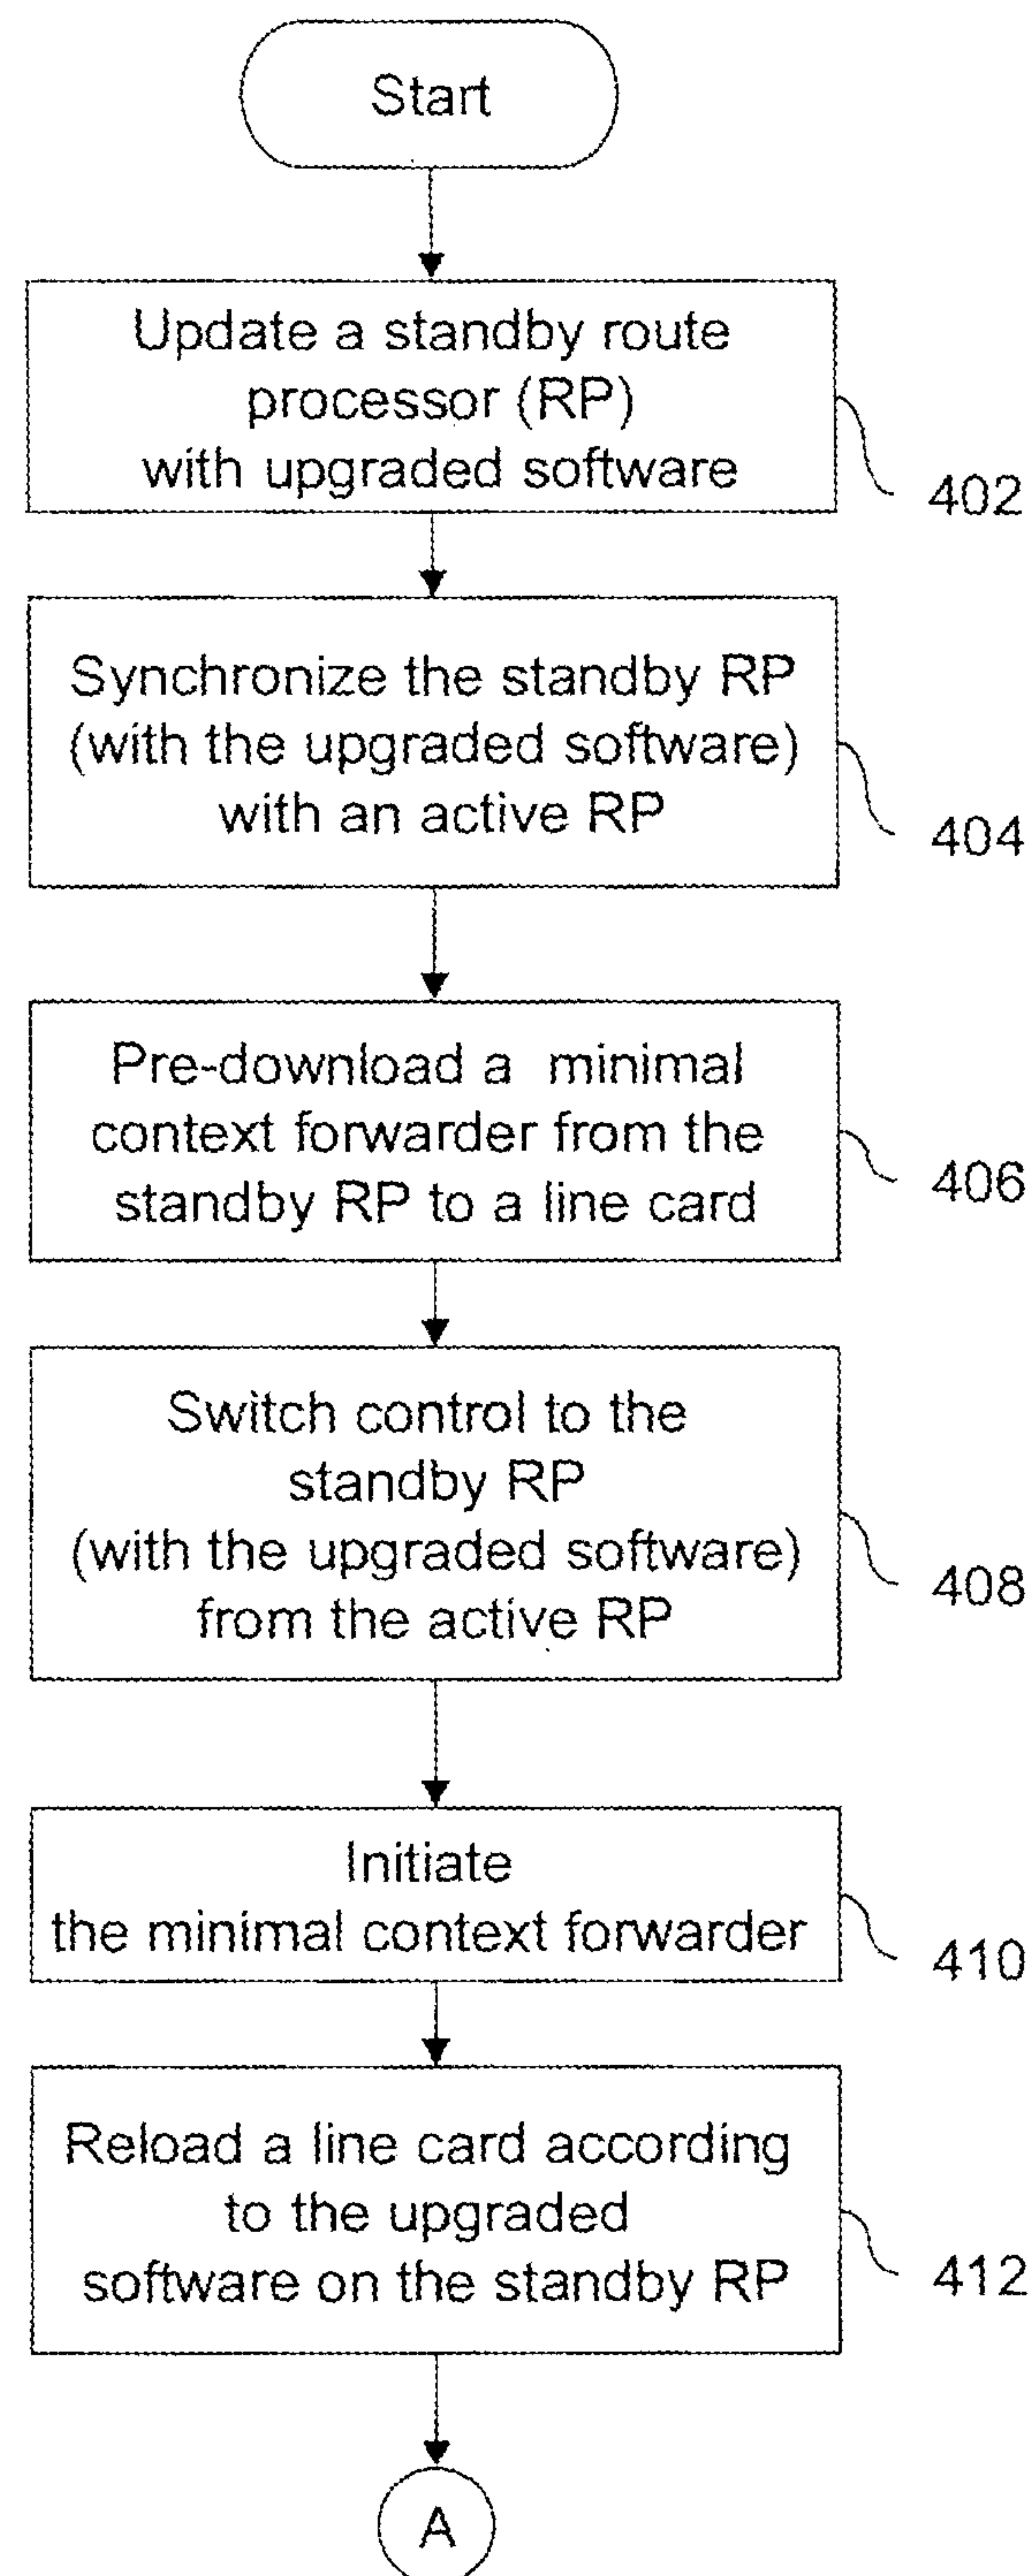 Start
Update a standby route
processor (RP)
with upgraded software
402
Synchronize the standby RP
(with the upgraded software)
with an active RP
404
Pre-download a minimal
context forwarder from the
standby RP to a line card
406
Switch control to the
standby RP
(with the upgraded software)
from the active RP
408
Initiate
the minimal context forwarder
410
Reload a line card according
to the upgraded
software on the standby RP
412
A